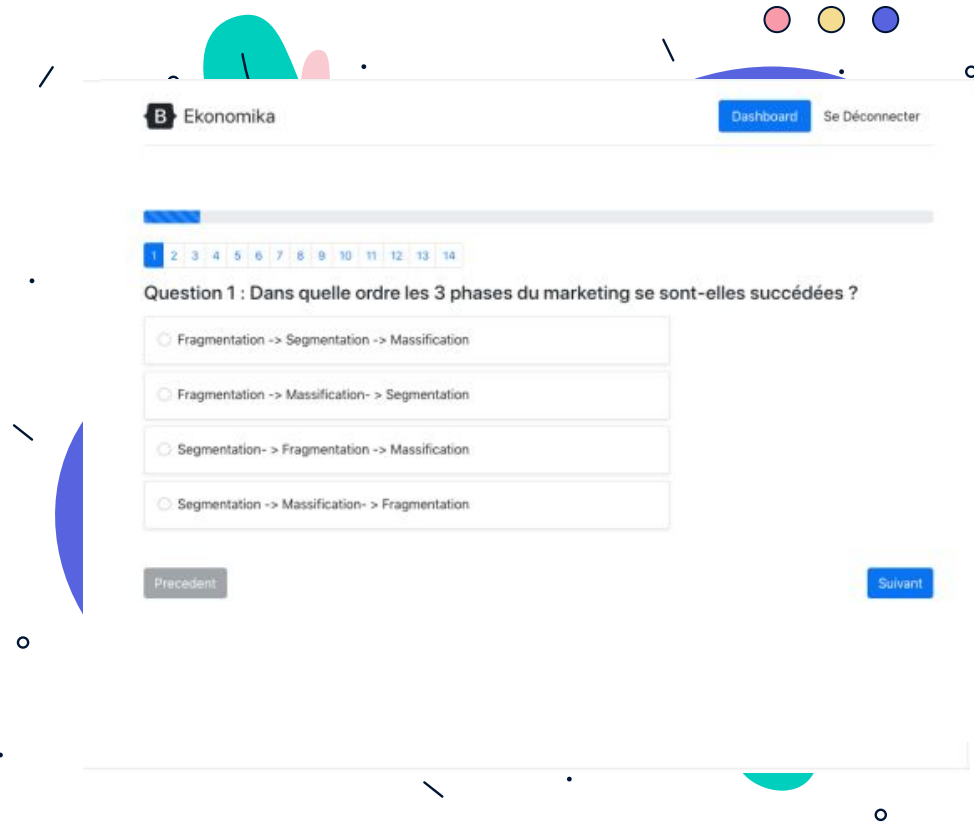 B Ekonomika
Dashboard Se Déconnecter
1 2 3 4 5 6 7 8 9 10 11 12 13 14
Question 1 : Dans quelle ordre les 3 phases du marketing se sont-elles succédées ?
Fragmentation -> Segmentation -> Massification
Fragmentation -> Massification- > Segmentation
Segmentation- > Fragmentation -> Massification
Segmentation -> Massification- > Fragmentation
Precedent Suivant